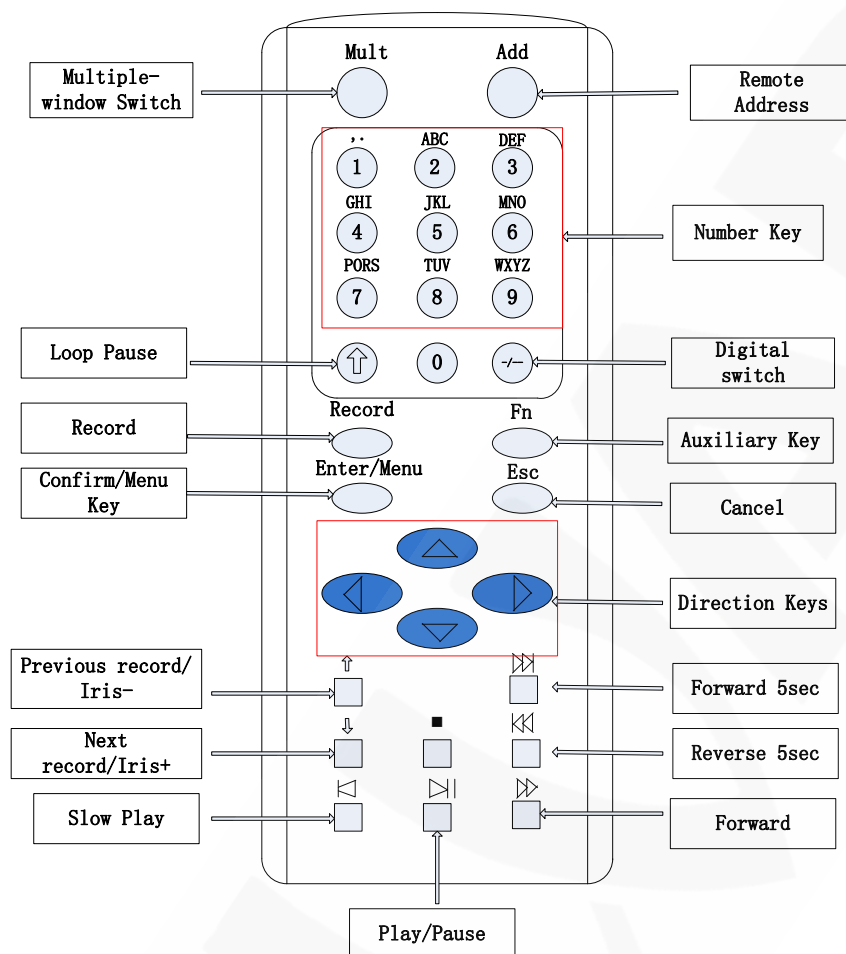 Mult
Add
Multiple-
window Switch
Remote
Address
,.
ABC
DEF
1
2
3
GHI
JKL
MNO
4
5
6
Number Key
PORS
TUV
WXYZ
7
8
9
Loop Pause
0
-/--
Digital
switch
Record
Fn
Record
Auxiliary Key
Enter/Menu
Esc
Confirm/Menu
Key
Cancel
Direction Keys
Previous record/
Iris-
Forward 5sec
Next
record/Iris+
Reverse 5sec
Slow Play
Forward
Play/Pause